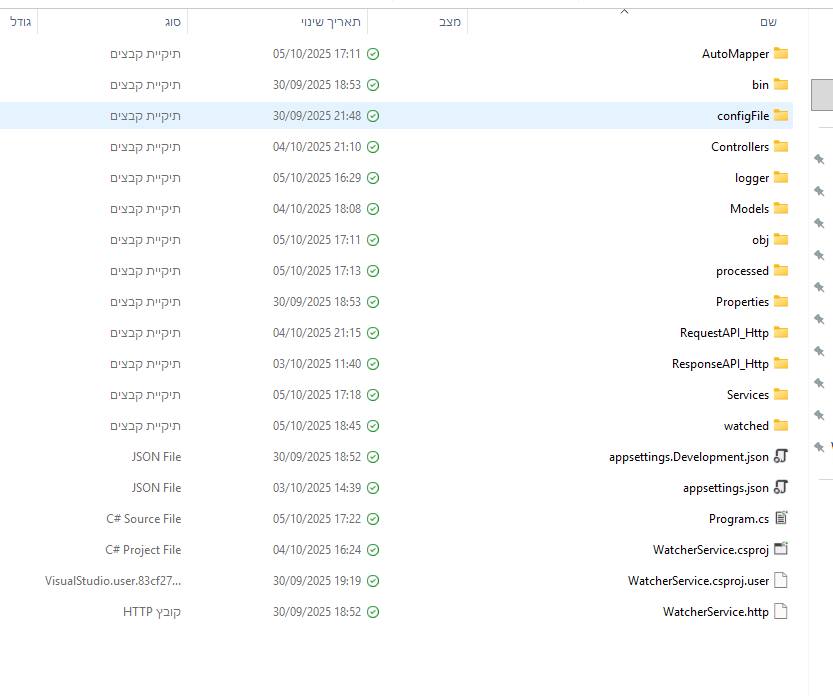 שם מצב תאריך שינוי סוג גודל
AutoMapper 05/10/2025 17:11 תיקיית קבצים
bin 30/09/2025 18:53 תיקיית קבצים
configFile 30/09/2025 21:48 תיקיית קבצים
Controllers 04/10/2025 21:10 תיקיית קבצים
logger 05/10/2025 16:29 תיקיית קבצים
Models 04/10/2025 18:08 תיקיית קבצים
obj 05/10/2025 17:11 תיקיית קבצים
processed 05/10/2025 17:13 תיקיית קבצים
Properties 30/09/2025 18:53 תיקיית קבצים
RequestAPI_Http 04/10/2025 21:15 תיקיית קבצים
ResponseAPI_Http 03/10/2025 11:40 תיקיית קבצים
Services 05/10/2025 17:18 תיקיית קבצים
watched 05/10/2025 18:45 תיקיית קבצים
appsettings.Development.json 30/09/2025 18:52 JSON File
appsettings.json 03/10/2025 14:39 JSON File
Program.cs 05/10/2025 17:22 C# Source File
WatcherService.csproj 04/10/2025 16:24 C# Project File
WatcherService.csproj.user 30/09/2025 19:19 VisualStudio.user.83cf27...
WatcherService.http 30/09/2025 18:52 קובץ HTTP